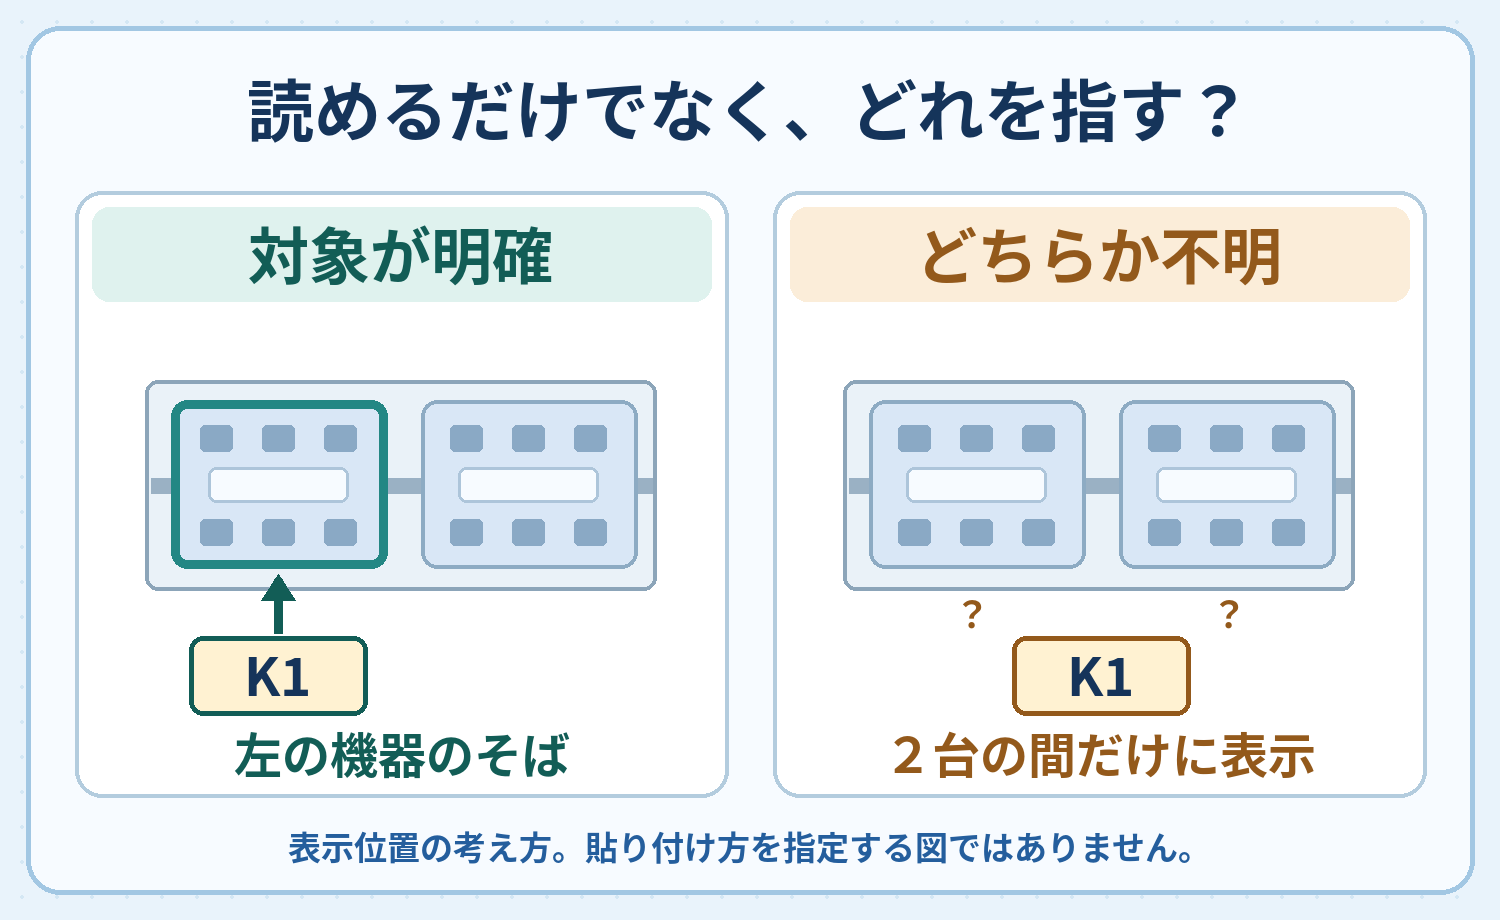 読めるだけでなく、どれを指す？
対象が明確
K1
左の機器のそば
どちらか不明
？ ？
K1
２台の間だけに表示
表示位置の考え方。貼り付け方を指定する図ではありません。